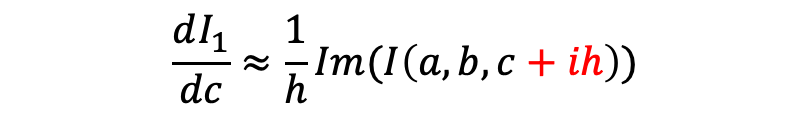 dI₁/dc ≈ 1/h Im(I(a, b, c + ih))